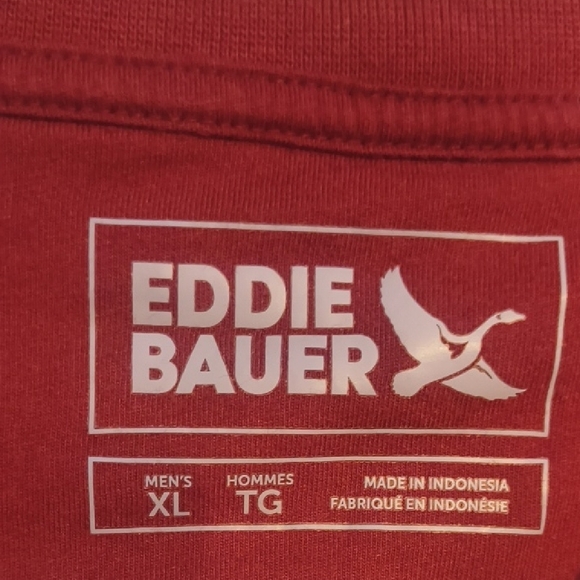 EDDIE
BAUER
MEN'S HOMMES MADE IN INDONESIA
XL TG FABRIQUÉ EN INDONÉSIE